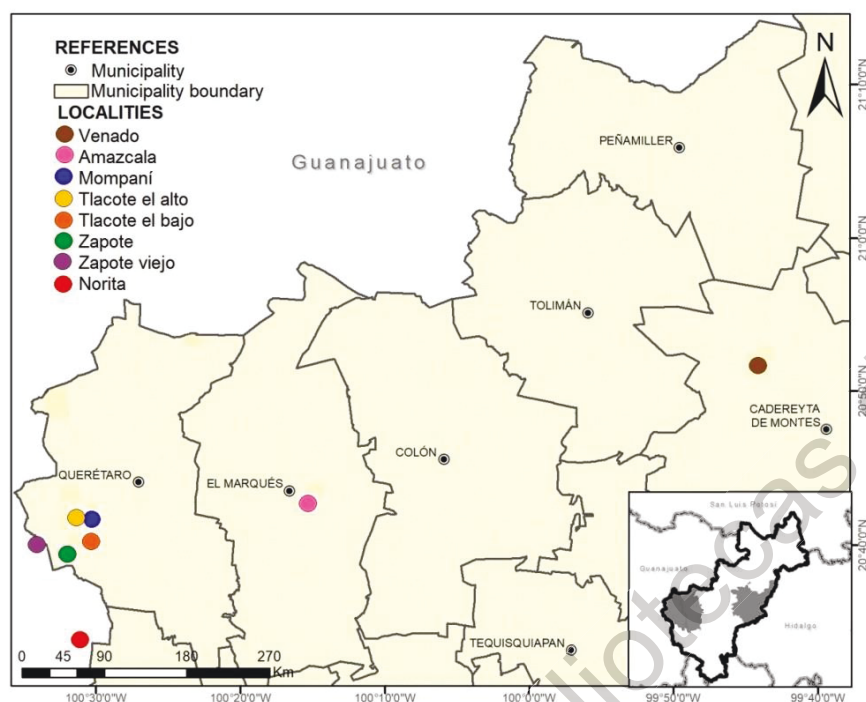 REFERENCES
Municipality
Municipality boundary
LOCALITIES
Venado
Amazcala
Mompaní
Tlacote el alto
Tlacote el bajo
Zapote
Zapote viejo
Norita
Guanajuato
N
PEÑAMILLER
TOLIMÁN
CADEREYTA
DE MONTES
COLÓN
QUERÉTARO
EL MARQUÉS
TEQUISQUIAPAN
San Luis Potosí
Guanajuato
Hidalgo
0 45 90 180 270
Km
100°30'0"W 100°20'0"W 100°10'0"W 100°0'0"W 99°50'0"W 99°40'0"W
21°10'0"N
21°0'0"N
20°50'0"N
20°40'0"N
bliotecas